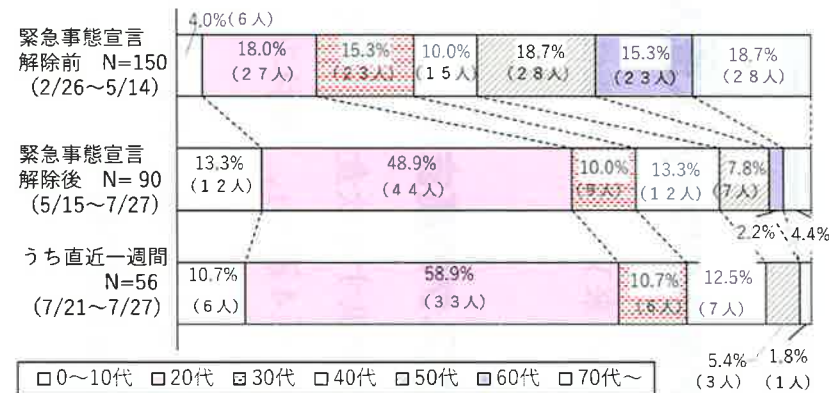 4.0%(6人)
緊急事態宣言
解除前 N=150
(2/26~5/14)
18.0%
(27人)
15.3%
(23人)
10.0%
(15人)
18.7%
(28人)
15.3%
(23人)
18.7%
(28人)
緊急事態宣言
解除後 N= 90
(5/15~7/27)
13.3%
(12人)
48.9%
(44人)
10.0%
(9人)
13.3%
(12人)
7.8%
(7人)
2.2%
4.4%
うち直近一週間
N=56
(7/21~7/27)
10.7%
(6人)
58.9%
(33人)
10.7%
(6人)
12.5%
(7人)
5.4%
(3人)
1.8%
(1人)
0~10代 20代 30代 40代 50代 60代 70代~